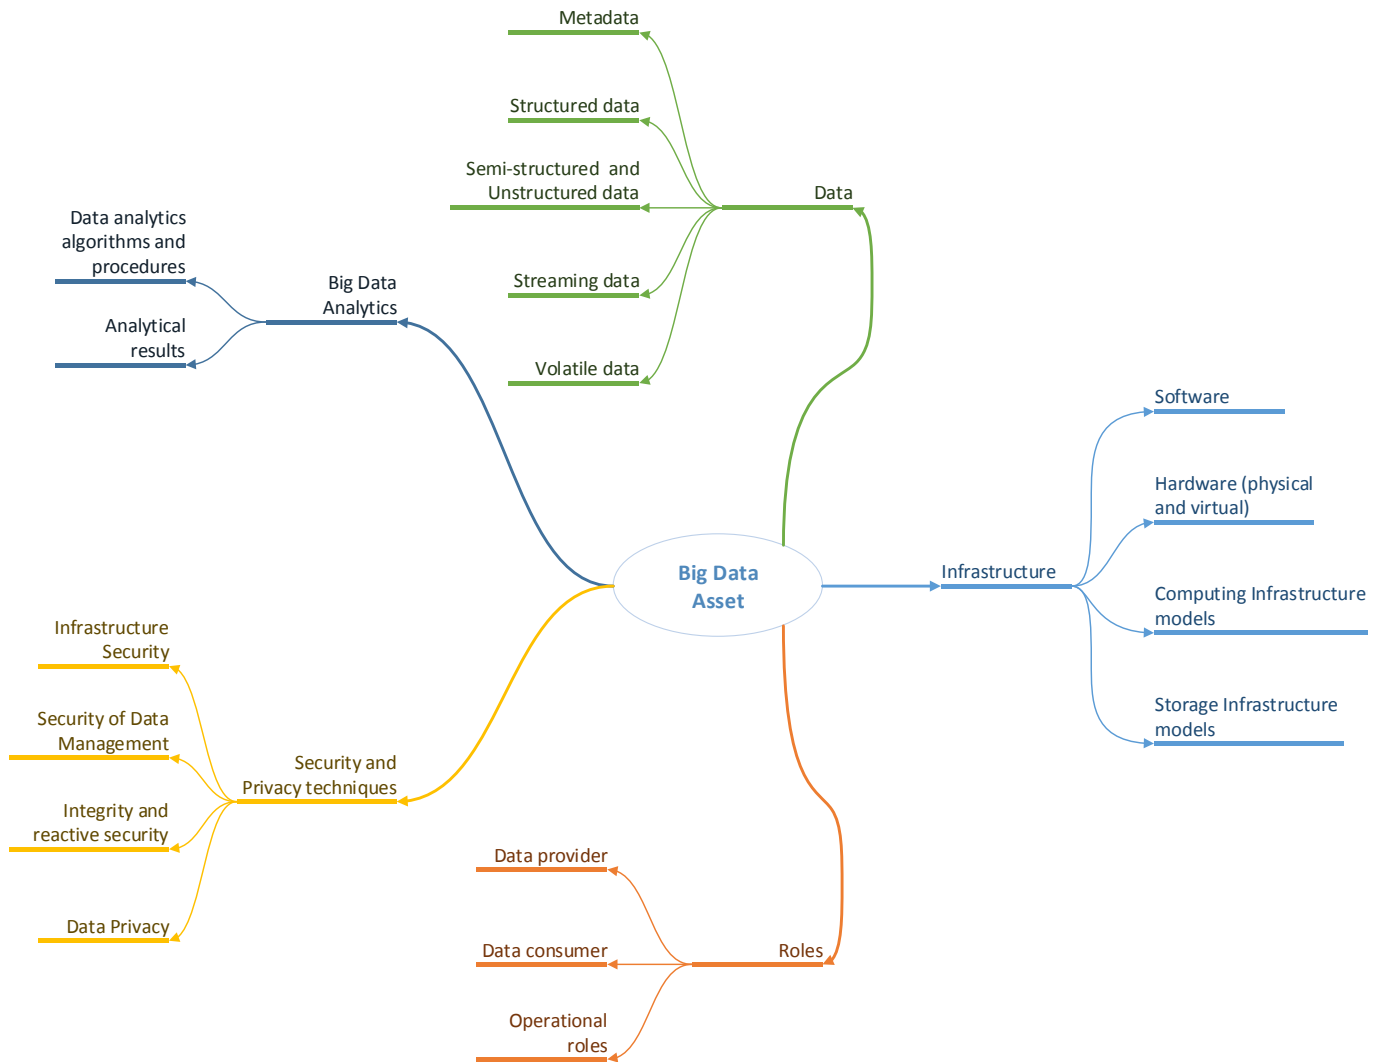 Metadata
Structured data
Semi-structured and
Unstructured data
Streaming data
Volatile data
Data
Data analytics
algorithms and
procedures
Analytical
results
Big Data
Analytics
Big Data
Asset
Infrastructure
Software
Hardware (physical
and virtual)
Computing Infrastructure
models
Storage Infrastructure
models
Infrastructure
Security
Security of Data
Management
Integrity and
reactive security
Data Privacy
Security and
Privacy techniques
Data provider
Data consumer
Operational
roles
Roles